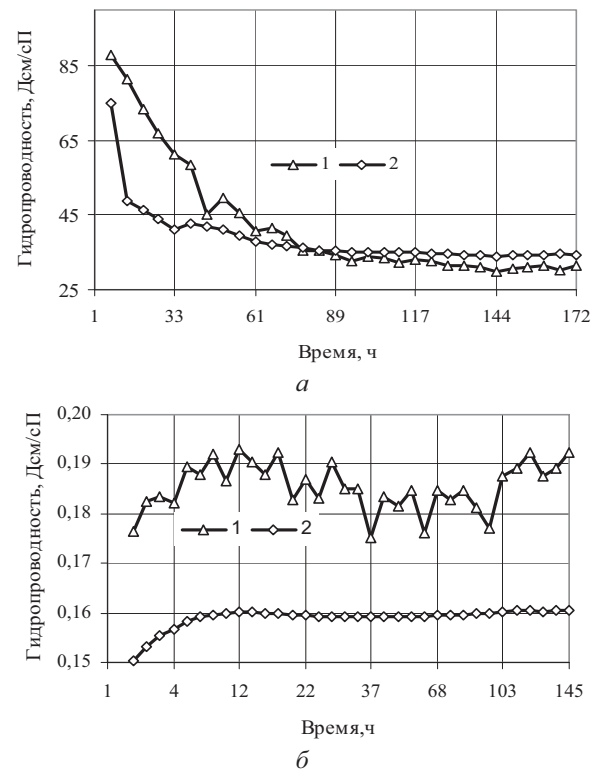 Гидропроводность, Дсм/сП
85
65
45
25
1 2
1 33 61 89 117 144 172
Время, ч
а
Гидропроводность, Дсм/сП
0,20
0,19
0,18
0,17
0,16
0,15
1 2
1 4 12 22 37 68 103 145
Время,ч
б